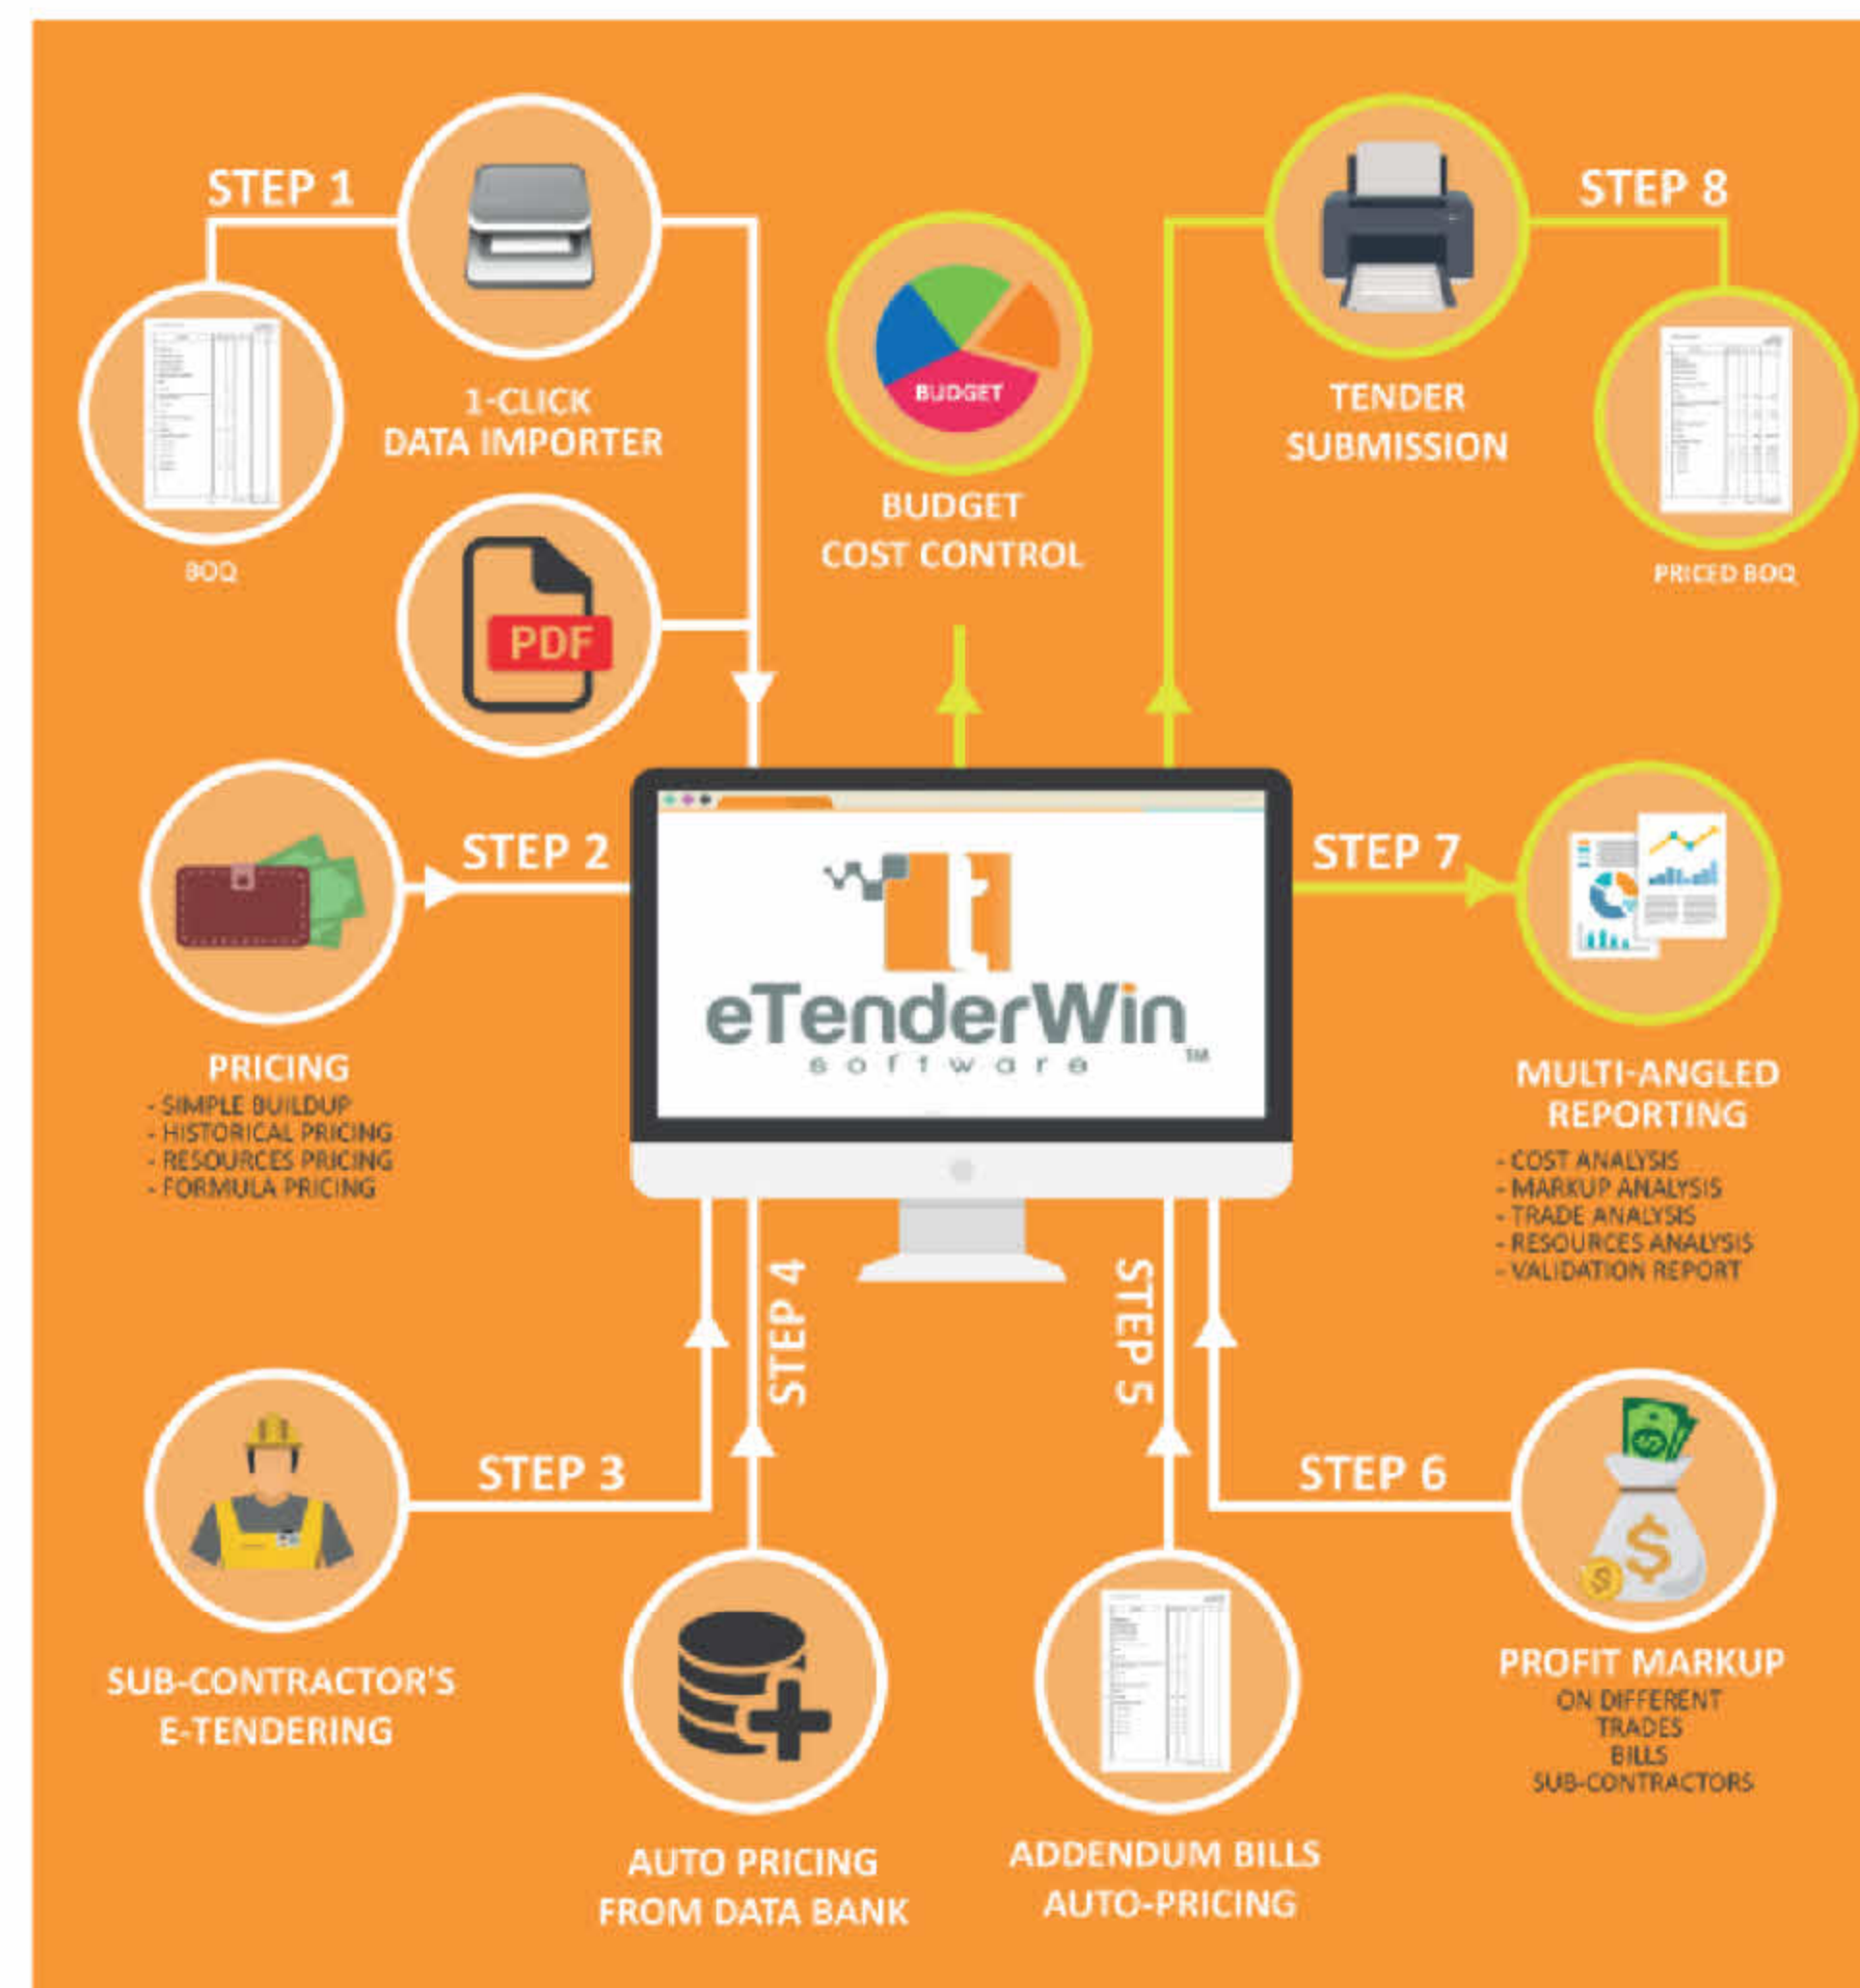 STEP 1
1-CLICK
DATA IMPORTER
BOQ
PDF
BUDGET
BUDGET
COST CONTROL
TENDER
SUBMISSION
STEP 8
PRICED BOQ
STEP 2
PRICING
- SIMPLE BUILDUP
- HISTORICAL PRICING
- RESOURCES PRICING
- FORMULA PRICING
t
eTenderWin
software TM
STEP 7
MULTI-ANGLED
REPORTING
- COST ANALYSIS
- MARKUP ANALYSIS
- TRADE ANALYSIS
- RESOURCES ANALYSIS
- VALIDATION REPORT
STEP 3
SUB-CONTRACTOR'S
E-TENDERING
STEP 4
AUTO PRICING
FROM DATA BANK
STEP 5
ADDENDUM BILLS
AUTO-PRICING
STEP 6
PROFIT MARKUP
ON DIFFERENT
TRADES
BILLS
SUB-CONTRACTORS